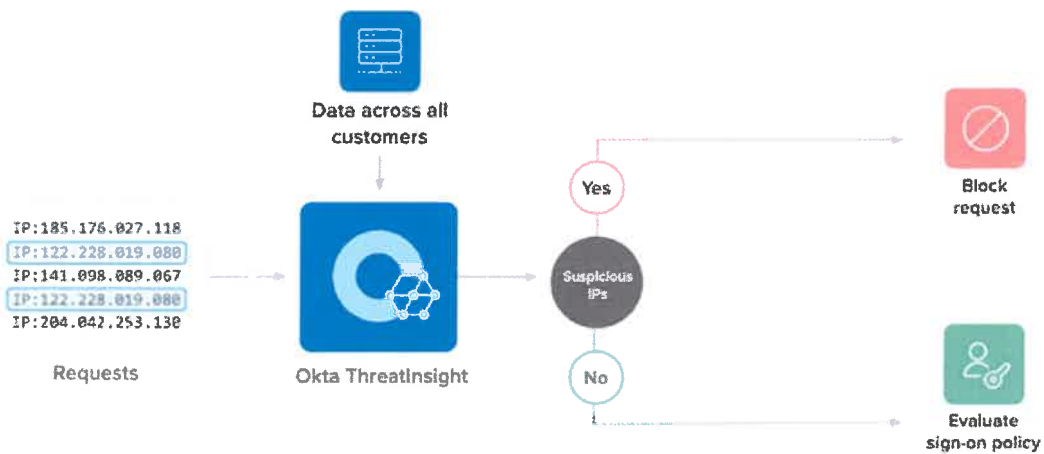 Data across all
customers
IP:185.176.027.118
IP:122.228.019.080
IP:141.098.089.067
IP:122.228.019.080
IP:204.042.253.130
Requests
Okta ThreatInsight
Yes
Suspicious
IPs
No
Block
request
Evaluate
sign-on policy